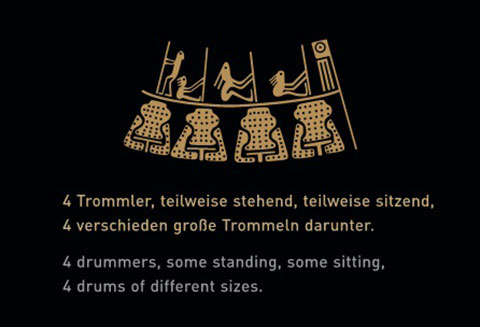 4 Trommler, teilweise stehend, teilweise sitzend,
4 verschieden große Trommeln darunter.
4 drummers, some standing, some sitting,
4 drums of different sizes.